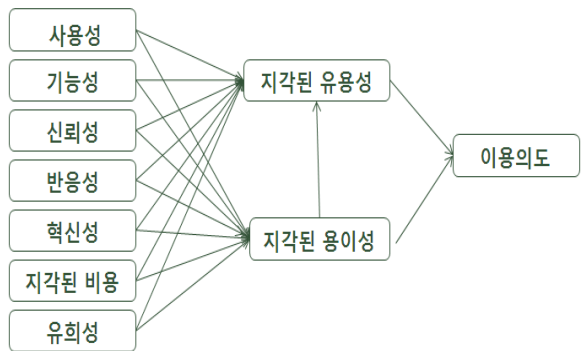 사용성
기능성
신뢰성
반응성
혁신성
지각된 비용
유희성
지각된 유용성
지각된 용이성
이용의도